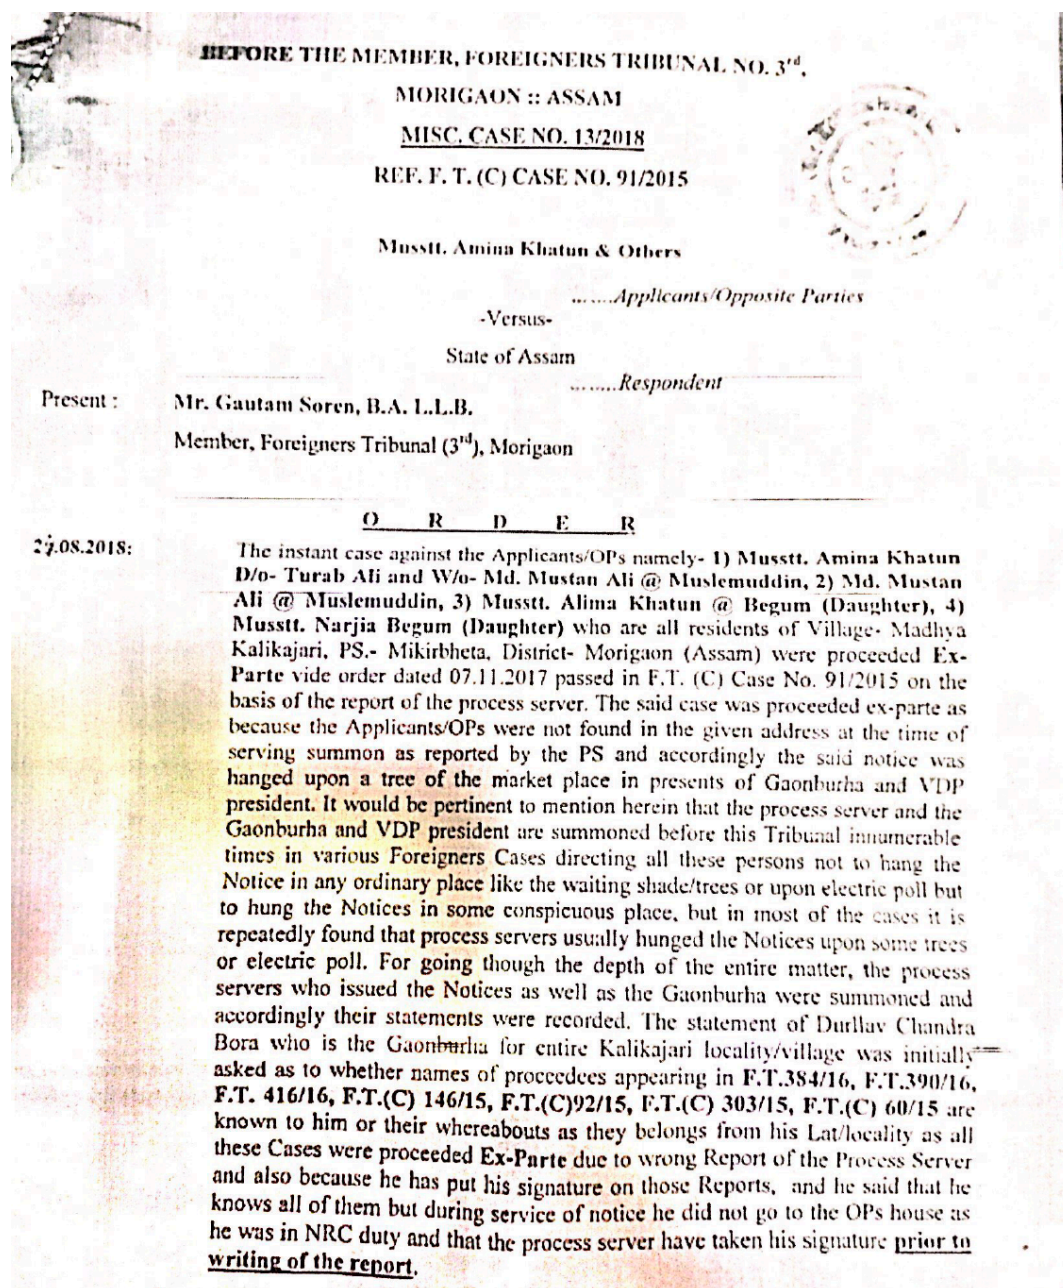 BEFORE THE MEMBER, FOREIGNERS TRIBUNAL NO. 3rd,
MORIGAON :: ASSAM
MISC. CASE NO. 13/2018
REF. F. T. (C) CASE NO. 91/2015
Musstt. Amina Khatun & Others
.......Applicants/Opposite Parties
-Versus-
State of Assam
........Respondent
Present : Mr. Gautam Soren, B.A. L.L.B.
Member, Foreigners Tribunal (3rd), Morigaon
O R D E R
.08.2018: The instant case against the Applicants/OPs namely- 1) Musstt. Amina Khatun
D/o- Turab Ali and W/o- Md. Mustan Ali @ Muslemuddin, 2) Md. Mustan
Ali @ Muslemuddin, 3) Musstt. Alima Khatun @ Begum (Daughter), 4)
Musstt. Narjia Begum (Daughter) who are all residents of Village- Madhya
Kalikajari, PS.- Mikirbheta, District- Morigaon (Assam) were proceeded Ex-
Parte vide order dated 07.11.2017 passed in F.T. (C) Case No. 91/2015 on the
basis of the report of the process server. The said case was proceeded ex-parte as
because the Applicants/OPs were not found in the given address at the time of
serving summon as reported by the PS and accordingly the said notice was
hanged upon a tree of the market place in presents of Gaonburha and VDP
president. It would be pertinent to mention herein that the process server and the
Gaonburha and VDP president are summoned before this Tribunal innumerable
times in various Foreigners Cases directing all these persons not to hang the
Notice in any ordinary place like the waiting shade/trees or upon electric poll but
to hung the Notices in some conspicuous place, but in most of the cases it is
repeatedly found that process servers usually hunged the Notices upon some trees
or electric poll. For going though the depth of the entire matter, the process
servers who issued the Notices as well as the Gaonburha were summoned and
accordingly their statements were recorded. The statement of Durllav Chandra
Bora who is the Gaonburha for entire Kalikajari locality/village was initially
asked as to whether names of proceedees appearing in F.T.384/16, F.T.390/16,
F.T. 416/16, F.T.(C) 146/15, F.T.(C)92/15, F.T.(C) 303/15, F.T.(C) 60/15 are
known to him or their whereabouts as they belongs from his Lat/locality as all
these Cases were proceeded Ex-Parte due to wrong Report of the Process Server
and also because he has put his signature on those Reports, and he said that he
knows all of them but during service of notice he did not go to the OPs house as
he was in NRC duty and that the process server have taken his signature prior to
writing of the report.